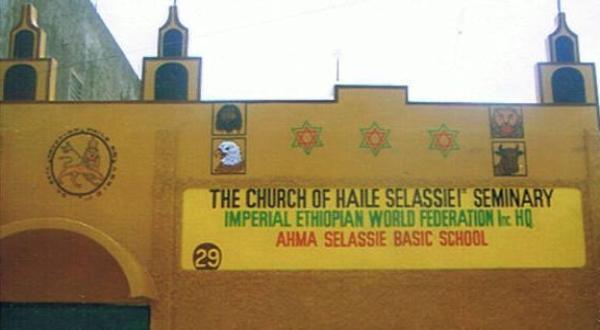 THE CHURCH OF HAILE SELASSIE I" SEMINARY
IMPERIAL ETHIOPIAN WORLD FEDERATION Inc HQ
AHMA SELASSIE BASIC SCHOOL
29